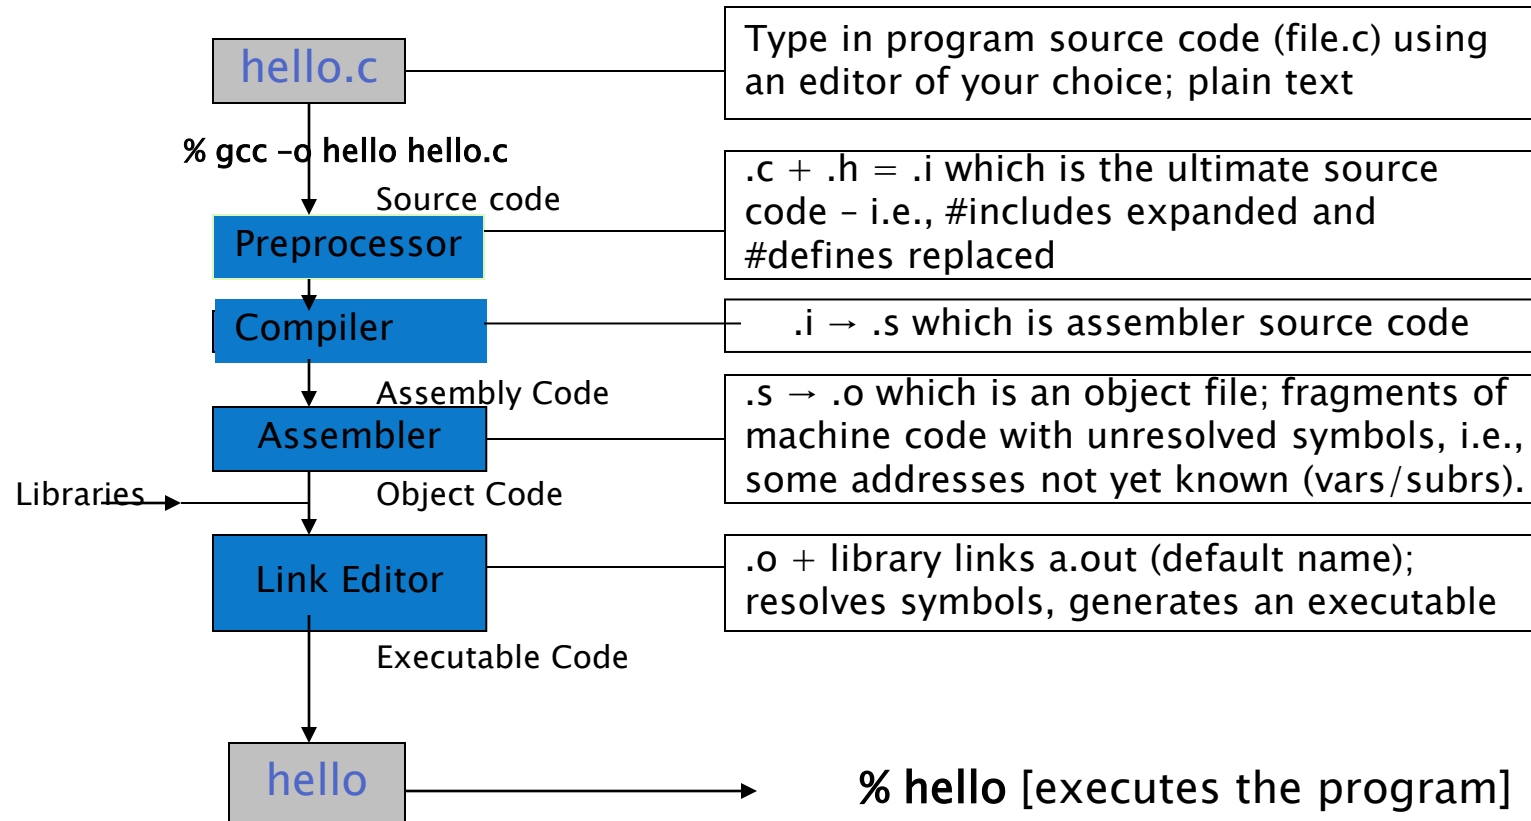 hello.c
Type in program source code (file.c) using
an editor of your choice; plain text
% gcc –o hello hello.c
Source code
Preprocessor
.c + .h = .i which is the ultimate source
code – i.e., #includes expanded and
#defines replaced
Compiler
.i → .s which is assembler source code
Assembly Code
Assembler
.s → .o which is an object file; fragments of
machine code with unresolved symbols, i.e.,
some addresses not yet known (vars/subrs).
Libraries
Object Code
Link Editor
.o + library links a.out (default name);
resolves symbols, generates an executable
Executable Code
hello
% hello [executes the program]